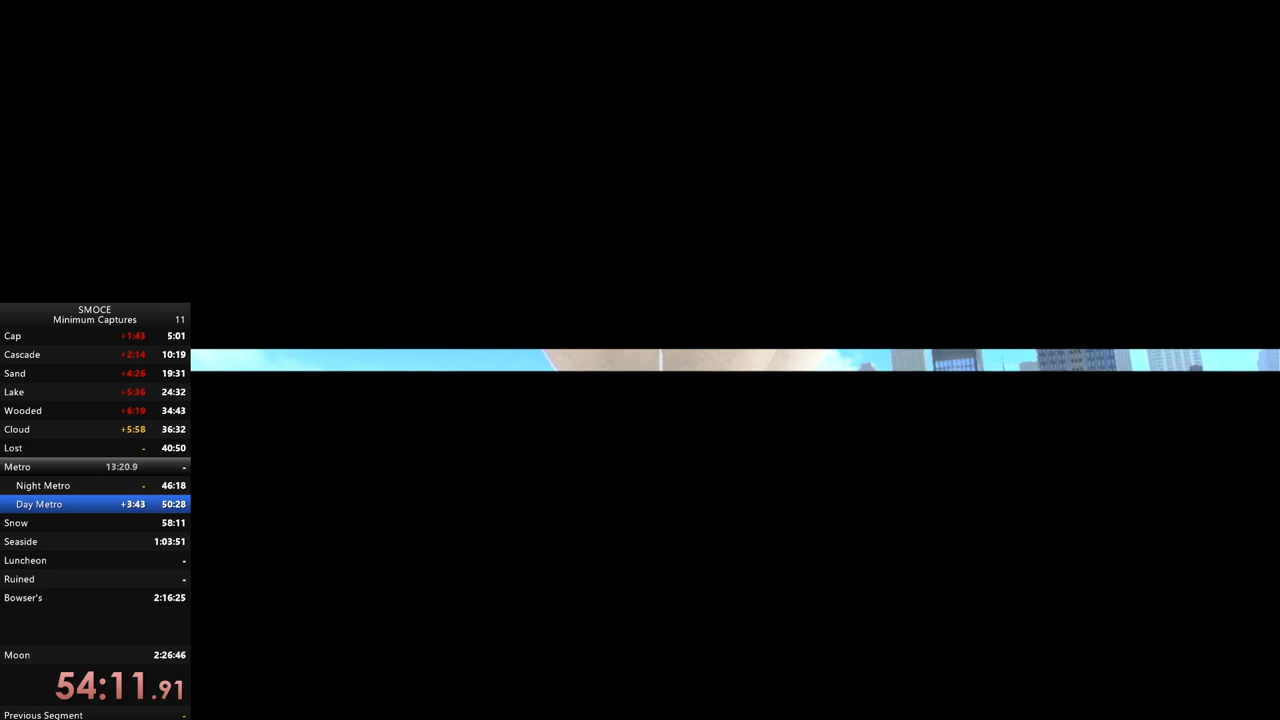 SMOCE
Minimum Captures 11
Cap +1:43 5:01
Cascade +2:14 10:19
Sand +4:26 19:31
Lake +5:36 24:32
Wooded +6:19 34:43
Cloud +5:58 36:32
Lost - 40:50
Metro 13:20.9 -
Night Metro - 46:18
Day Metro +3:43 50:28
Snow 58:11
Seaside 1:03:51
Luncheon -
Ruined -
Bowser's 2:16:25
Moon 2:26:46
54:11.91
Previous Segment -